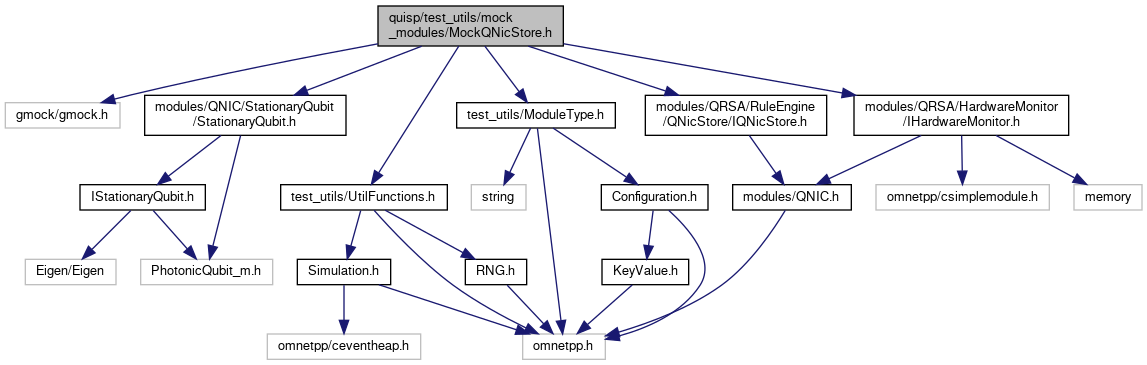 quisp/test_utils/mock
_modules/MockQNicStore.h
gmock/gmock.h
modules/QNIC/StationaryQubit
/StationaryQubit.h
test_utils/ModuleType.h
modules/QRSA/RuleEngine
/QNicStore/IQNicStore.h
modules/QRSA/HardwareMonitor
/IHardwareMonitor.h
IStationaryQubit.h
test_utils/UtilFunctions.h
string
Configuration.h
modules/QNIC.h
omnetpp/csimplemodule.h
memory
Eigen/Eigen
PhotonicQubit_m.h
Simulation.h
RNG.h
KeyValue.h
omnetpp/ceventheap.h
omnetpp.h